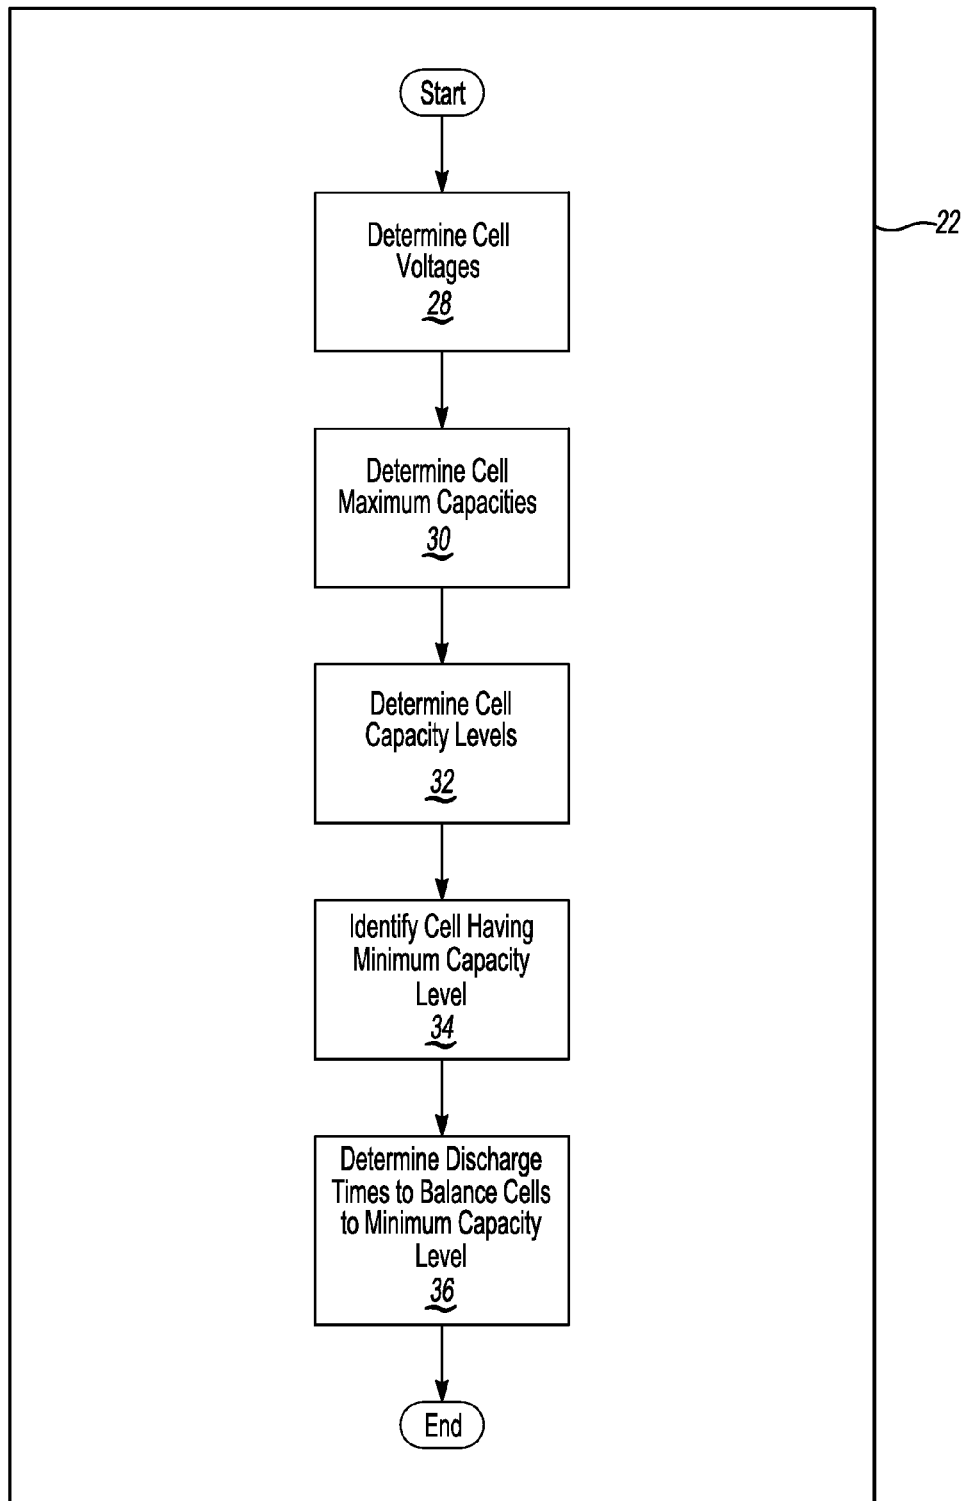 Start
22
Determine Cell
Voltages
28
Determine Cell
Maximum Capacities
30
Determine Cell
Capacity Levels
32
Identify Cell Having
Minimum Capacity
Level
34
Determine Discharge
Times to Balance Cells
to Minimum Capacity
Level
36
End